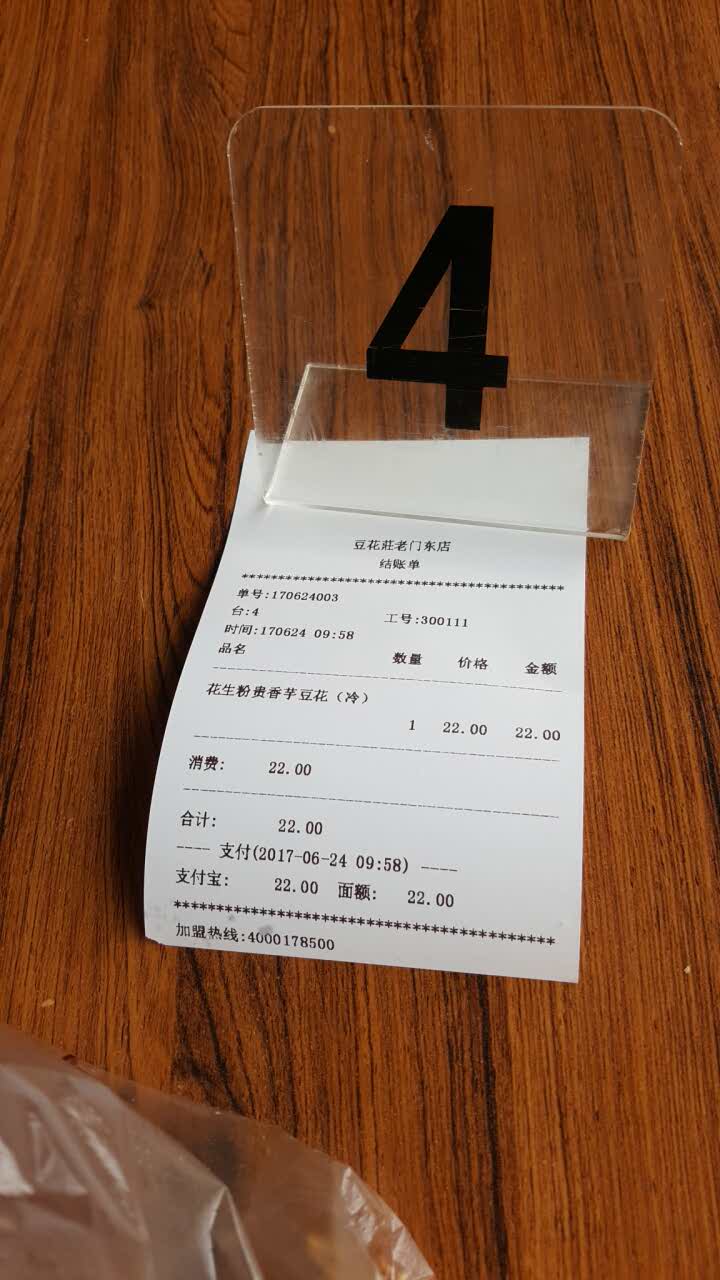 4
豆花莊老门东店
结账单
********************************************
单号:170624003
台:4 工号:300111
时间:170624 09:58
品名 数量 价格 金额
花生粉贵香芋豆花（冷）
1 22.00 22.00
消费: 22.00
合计: 22.00
---- 支付(2017-06-24 09:58) ----
支付宝: 22.00 面额: 22.00
********************************************
加盟热线:4000178500